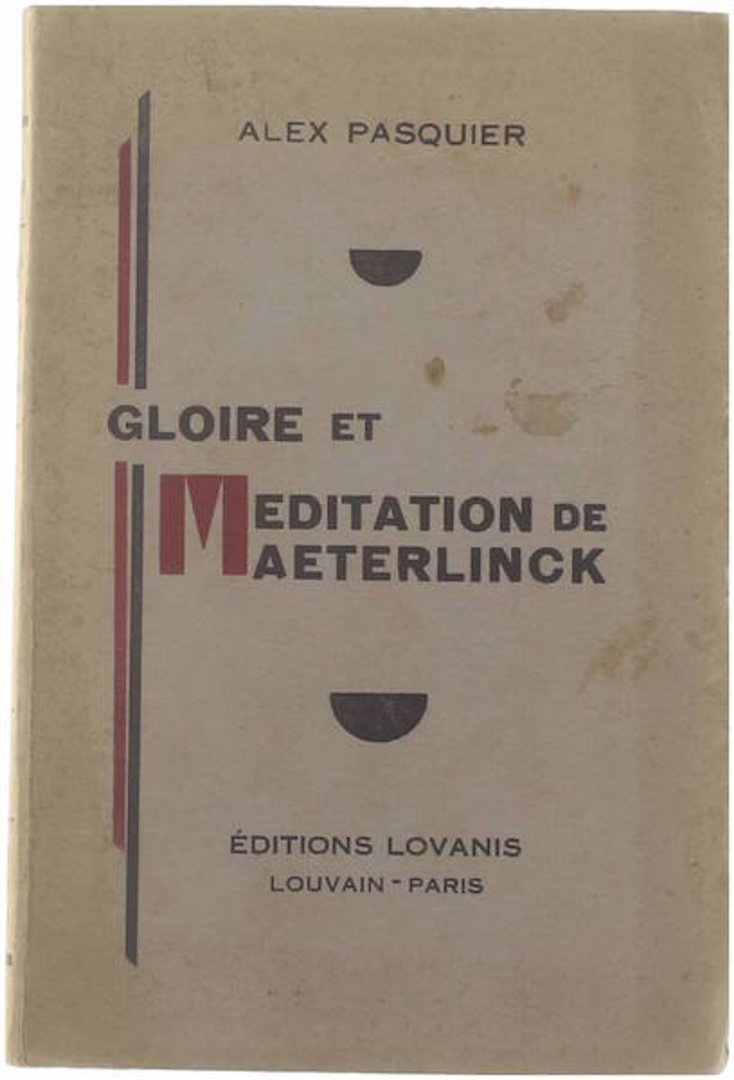 ALEX PASQUIER
GLOIRE ET
MEDITATION DE
MAETERLINCK
ÉDITIONS LOVANIS
LOUVAIN - PARIS